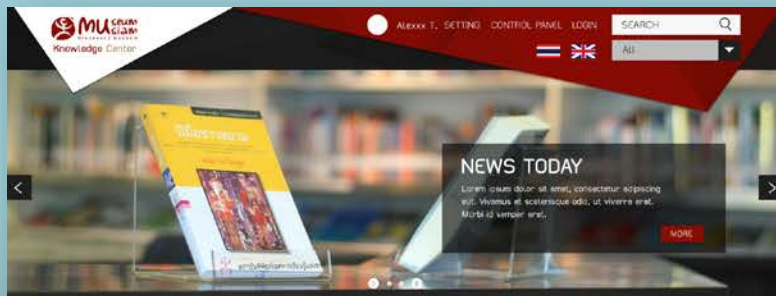 MUSEUM
SIAM
Knowledge Center
Alexxx T. SETTING CONTROL PANEL LOGIN
SEARCH
All
NEWS TODAY
Lorem ipsum dolor sit amet, consectetur adipiscing
elit. Vivamus et scelerisque odio, ut viverra erat.
Morbi id semper erat.
MORE